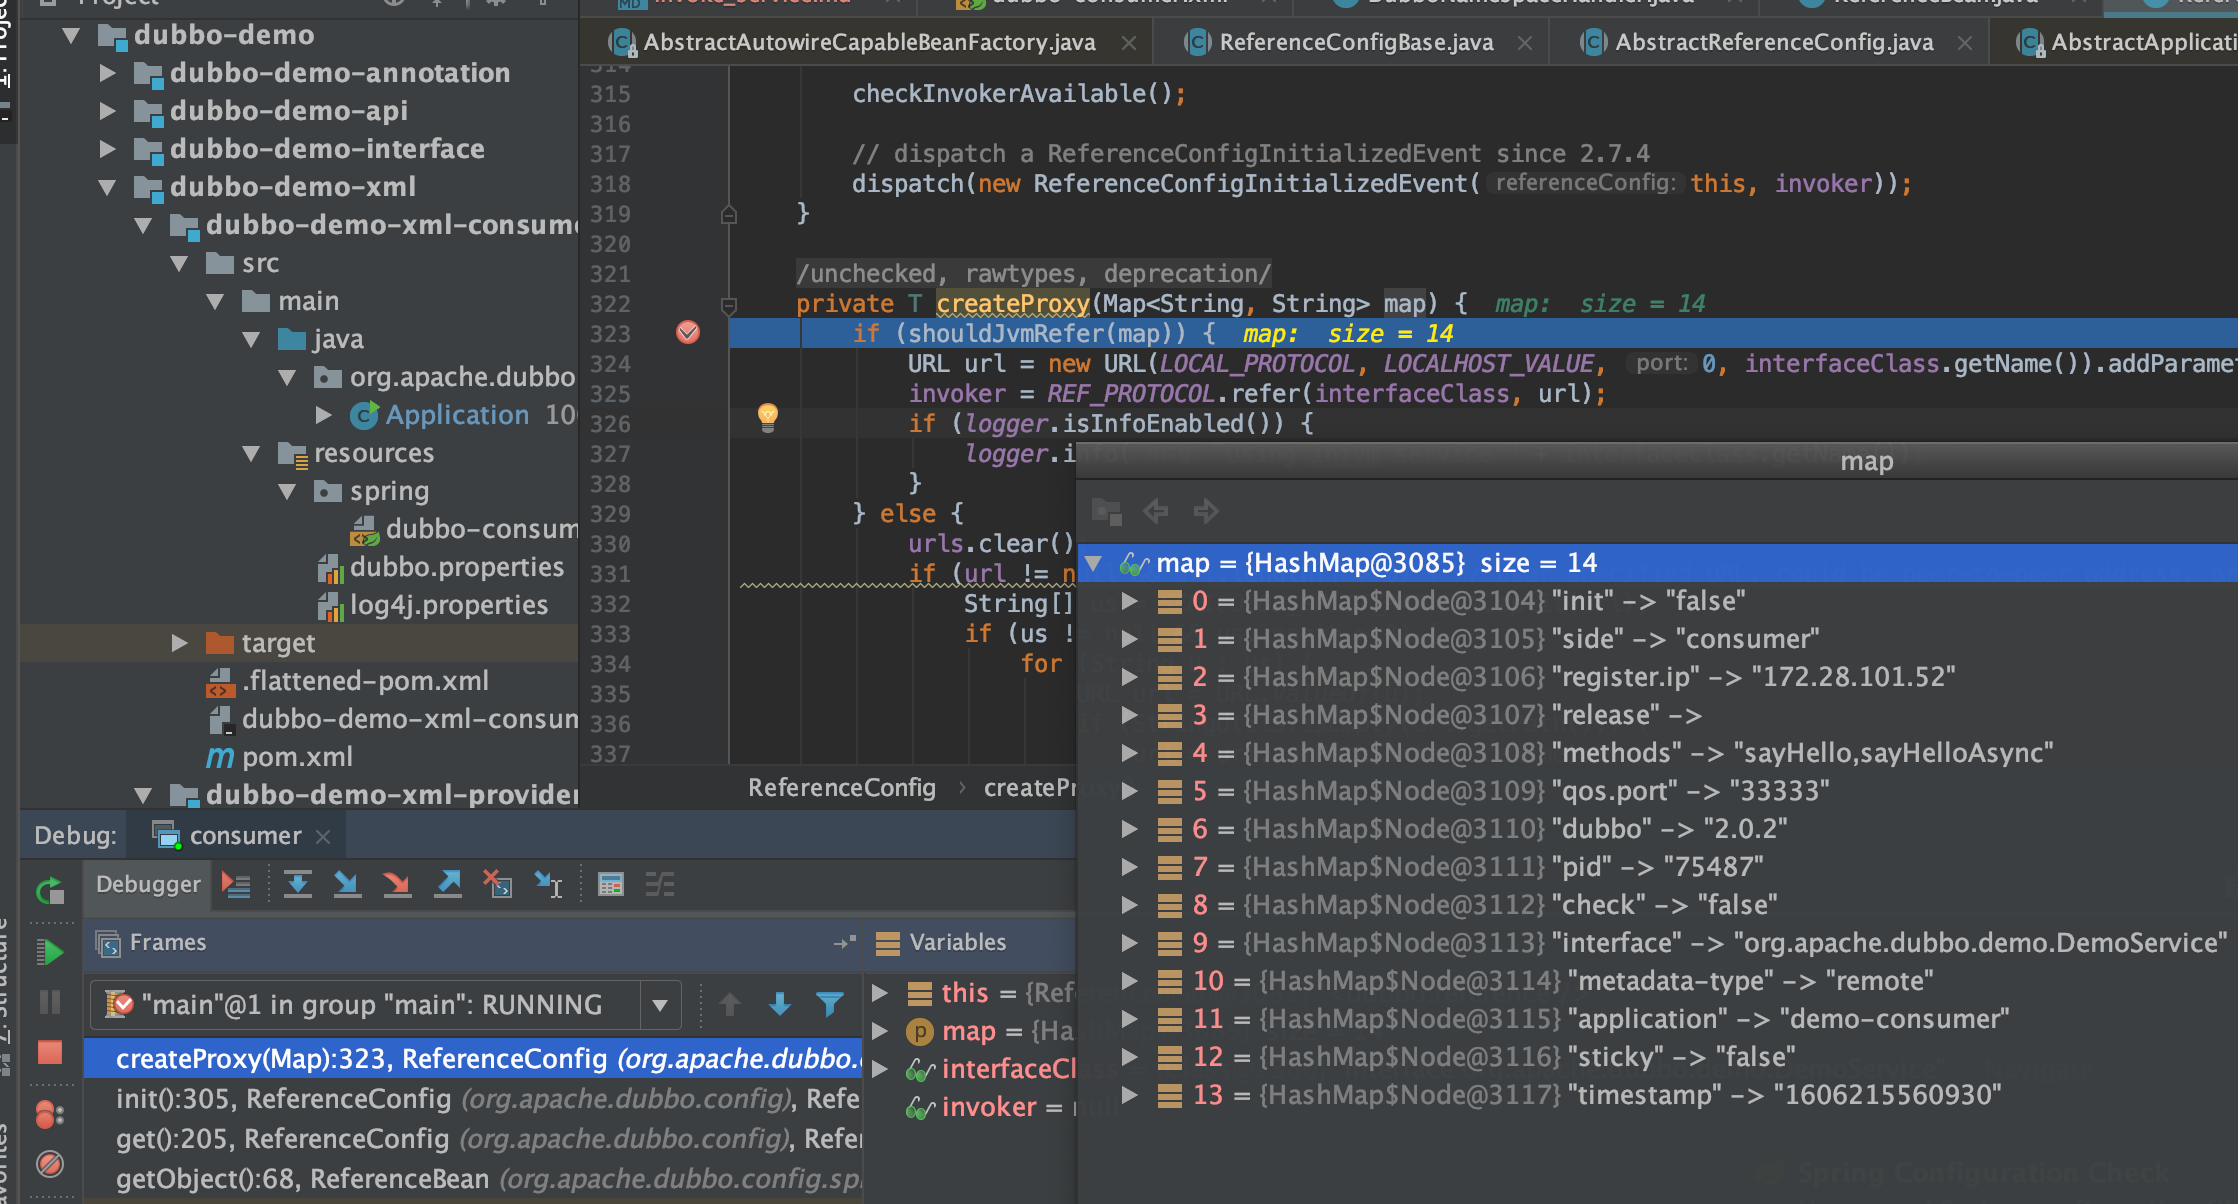 Project
dubbo-demo
dubbo-demo-annotation
dubbo-demo-api
dubbo-demo-interface
dubbo-demo-xml
dubbo-demo-xml-consume
src
main
java
org.apache.dubbo
Application 10
resources
spring
dubbo-consum
dubbo.properties
log4j.properties
target
.flattened-pom.xml
dubbo-demo-xml-consum
pom.xml
dubbo-demo-xml-provider
AbstractAutowireCapableBeanFactory.java
ReferenceConfigBase.java
AbstractReferenceConfig.java
AbstractApplicati
314
315 checkInvokerAvailable();
316
317 // dispatch a ReferenceConfigInitializedEvent since 2.7.4
318 dispatch(new ReferenceConfigInitializedEvent( referenceConfig: this, invoker));
319 }
320
321 /unchecked, rawtypes, deprecation/
322 private T createProxy(Map<String, String> map) { map: size = 14
323 if (shouldJvmRefer(map)) { map: size = 14
324 URL url = new URL(LOCAL_PROTOCOL, LOCALHOST_VALUE, port: 0, interfaceClass.getName()).addParame
325 invoker = REF_PROTOCOL.refer(interfaceClass, url);
326 if (logger.isInfoEnabled()) {
327 logger.i
328 }
329 } else {
330 urls.clear()
331 if (url != n
332 String[]
333 if (us !
334 for
335
336
337
ReferenceConfig › createPr
map
map = {HashMap@3085} size = 14
0 = {HashMap$Node@3104} "init" -> "false"
1 = {HashMap$Node@3105} "side" -> "consumer"
2 = {HashMap$Node@3106} "register.ip" -> "172.28.101.52"
3 = {HashMap$Node@3107} "release" ->
4 = {HashMap$Node@3108} "methods" -> "sayHello,sayHelloAsync"
5 = {HashMap$Node@3109} "qos.port" -> "33333"
6 = {HashMap$Node@3110} "dubbo" -> "2.0.2"
7 = {HashMap$Node@3111} "pid" -> "75487"
8 = {HashMap$Node@3112} "check" -> "false"
9 = {HashMap$Node@3113} "interface" -> "org.apache.dubbo.demo.DemoService"
10 = {HashMap$Node@3114} "metadata-type" -> "remote"
11 = {HashMap$Node@3115} "application" -> "demo-consumer"
12 = {HashMap$Node@3116} "sticky" -> "false"
13 = {HashMap$Node@3117} "timestamp" -> "1606215560930"
Spring Configuration Check
Debug: consumer
Debugger
Frames
"main"@1 in group "main": RUNNING
createProxy(Map):323, ReferenceConfig (org.apache.dubbo.
init():305, ReferenceConfig (org.apache.dubbo.config), Refe
get():205, ReferenceConfig (org.apache.dubbo.config), Refer
getObject():68, ReferenceBean (org.apache.dubbo.config.sp
Variables
this = {Ref
map = {Ha
interfaceCl
invoker = null